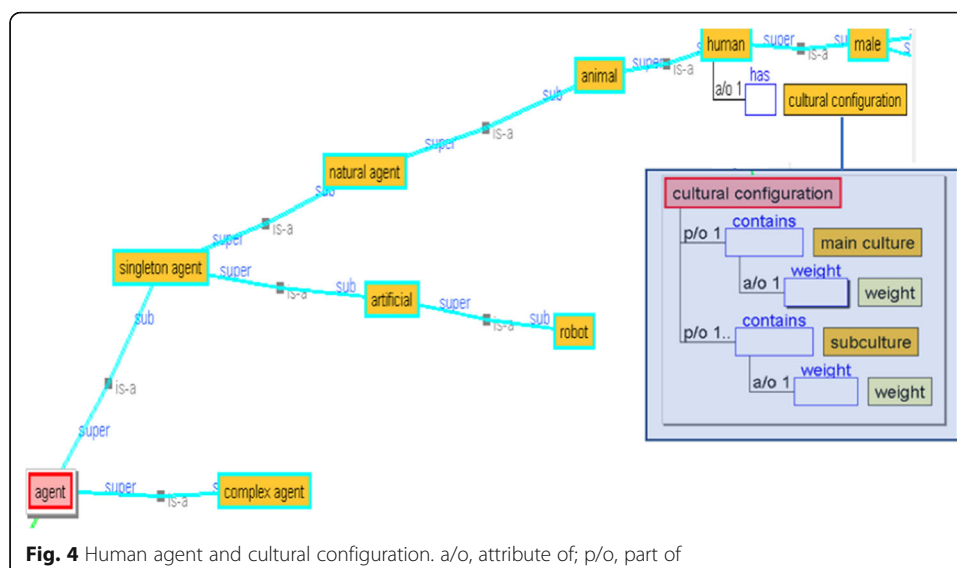 super
human
super
su
male
is-a
super
is-a
has
a/o 1
cultural configuration
animal
sub
super
is-a
natural agent
sub
super
is-a
cultural configuration
contains
p/o 1
main culture
weight
a/o 1
weight
contains
p/o 1..
subculture
weight
a/o 1
weight
singleton agent
super
sub
is-a
artificial
super
sub
is-a
robot
sub
is-a
super
agent
super
is-a
complex agent
Fig. 4 Human agent and cultural configuration. a/o, attribute of; p/o, part of